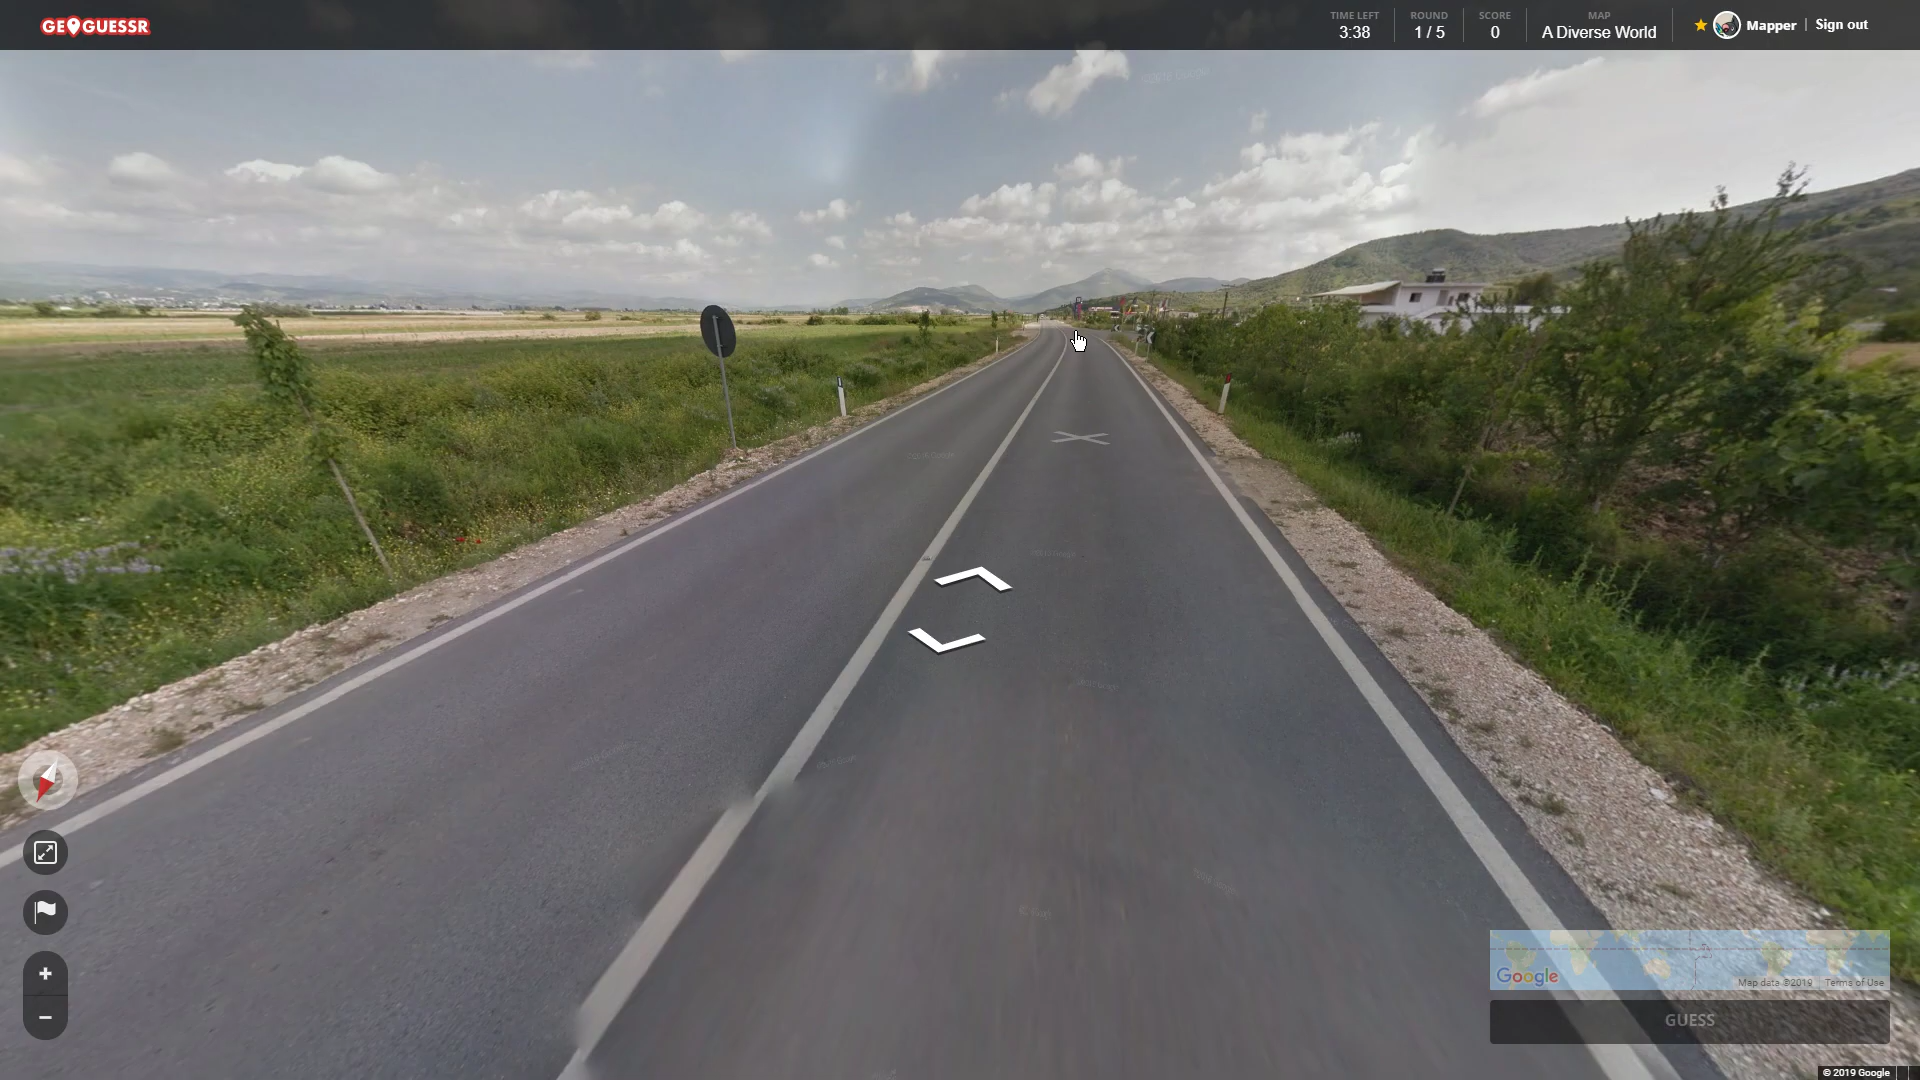 GEOGUESSR
TIME LEFT
3:38
ROUND
1 / 5
SCORE
0
MAP
A Diverse World
Mapper
Sign out
Google
Map data ©2019
Terms of Use
GUESS
© 2019 Google